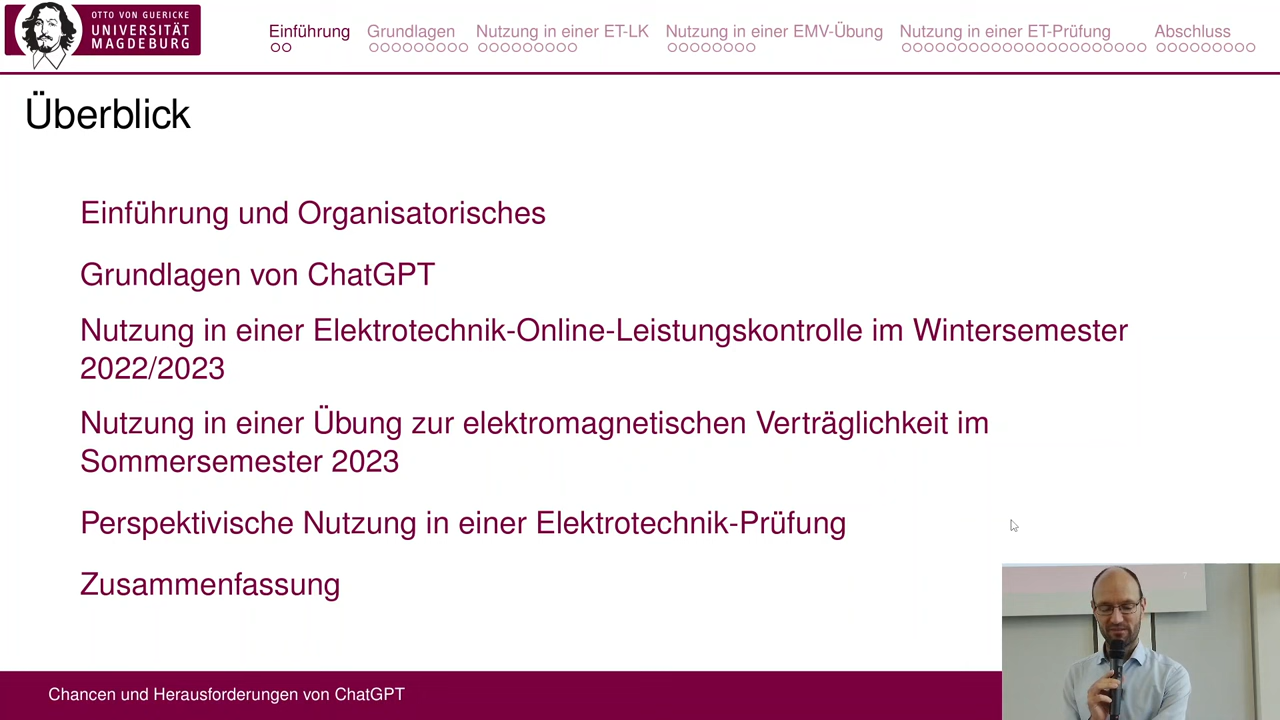 OTTO VON GUERICKE
UNIVERSITÄT
MAGDEBURG
Einführung
Grundlagen
Nutzung in einer ET-LK
Nutzung in einer EMV-Übung
Nutzung in einer ET-Prüfung
Abschluss
Überblick
Einführung und Organisatorisches
Grundlagen von ChatGPT
Nutzung in einer Elektrotechnik-Online-Leistungskontrolle im Wintersemester
2022/2023
Nutzung in einer Übung zur elektromagnetischen Verträglichkeit im
Sommersemester 2023
Perspektivische Nutzung in einer Elektrotechnik-Prüfung
Zusammenfassung
Chancen und Herausforderungen von ChatGPT